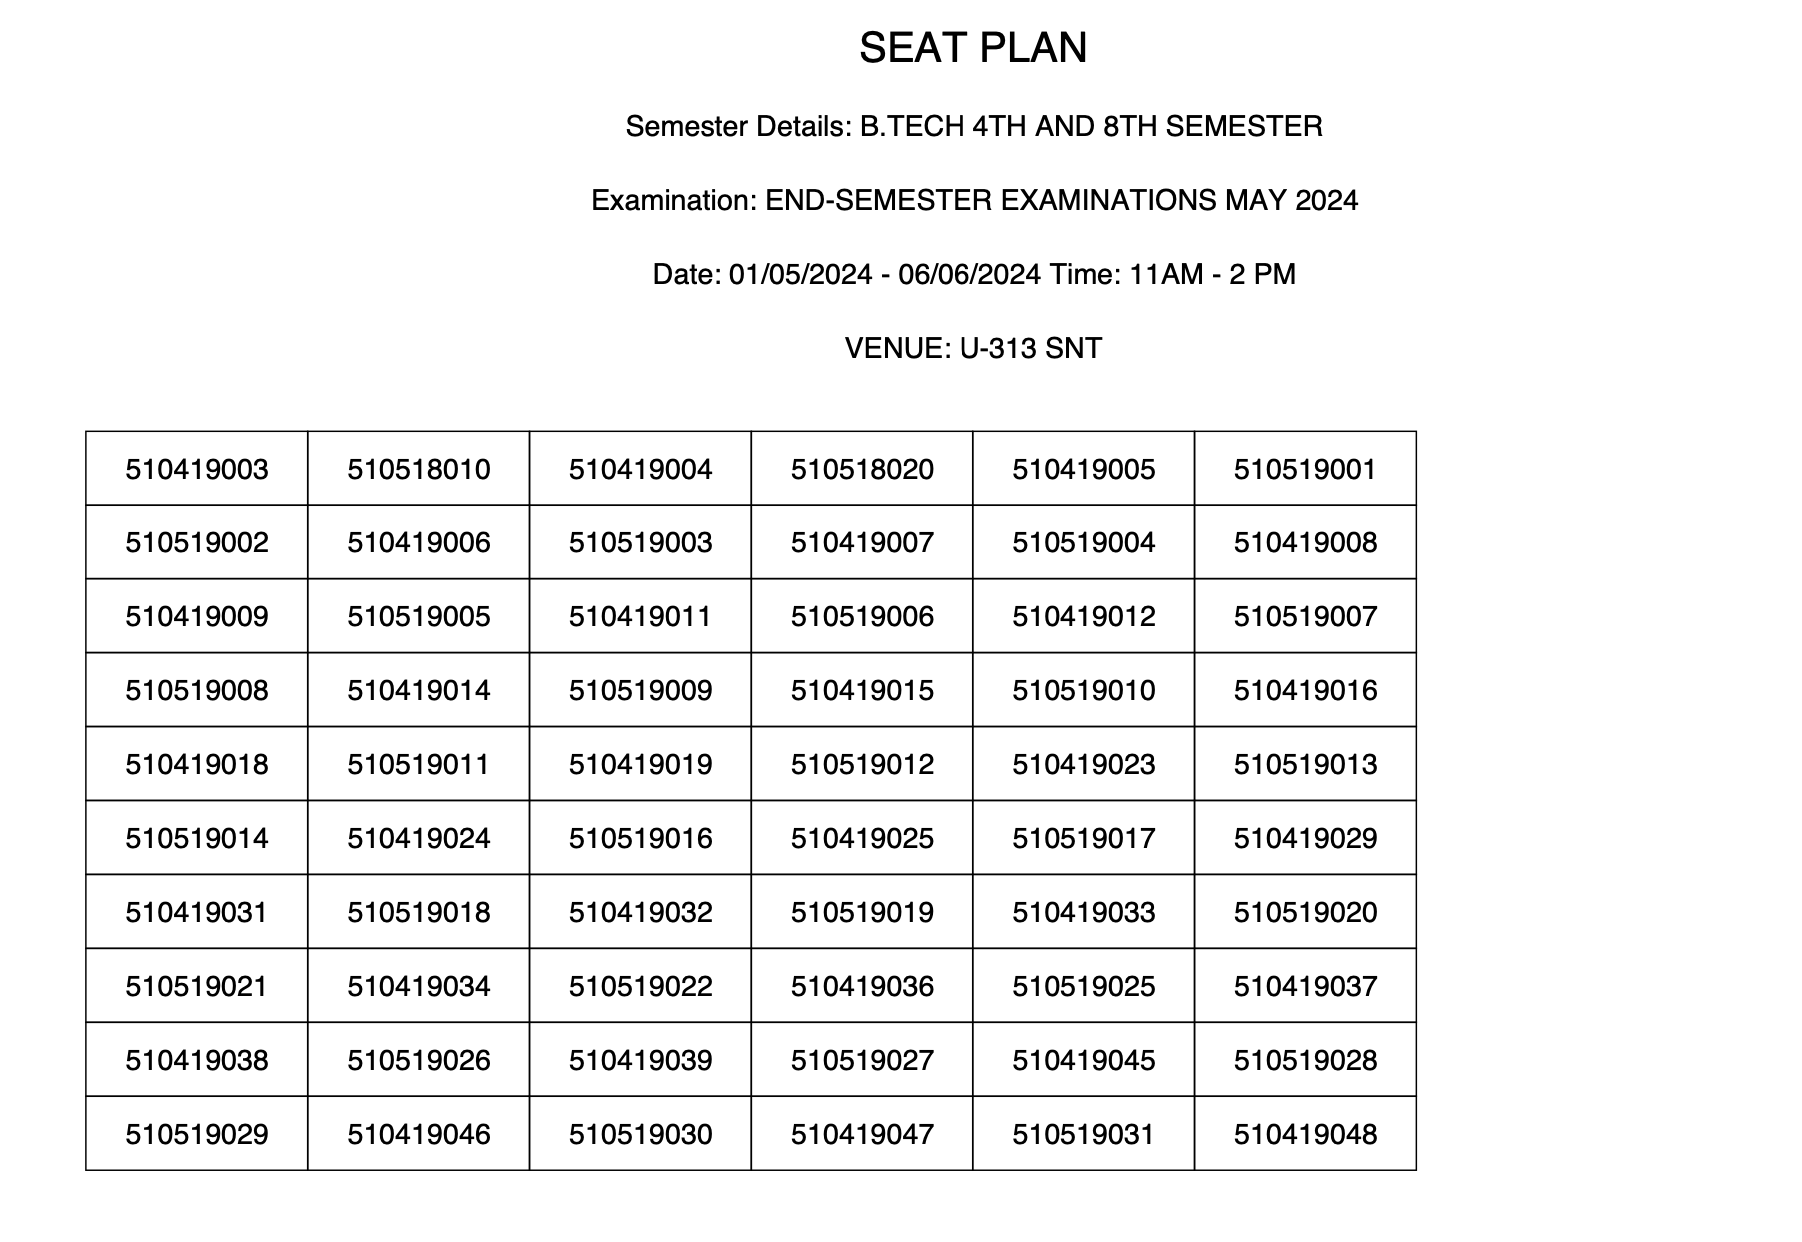 SEAT PLAN
Semester Details: B.TECH 4TH AND 8TH SEMESTER
Examination: END-SEMESTER EXAMINATIONS MAY 2024
Date: 01/05/2024 - 06/06/2024 Time: 11AM - 2 PM
VENUE: U-313 SNT
510419003 510518010 510419004 510518020 510419005 510519001
510519002 510419006 510519003 510419007 510519004 510419008
510419009 510519005 510419011 510519006 510419012 510519007
510519008 510419014 510519009 510419015 510519010 510419016
510419018 510519011 510419019 510519012 510419023 510519013
510519014 510419024 510519016 510419025 510519017 510419029
510419031 510519018 510419032 510519019 510419033 510519020
510519021 510419034 510519022 510419036 510519025 510419037
510419038 510519026 510419039 510519027 510419045 510519028
510519029 510419046 510519030 510419047 510519031 510419048